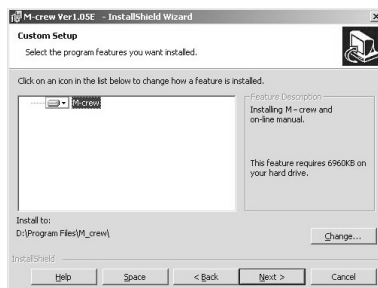 M-crew Ver1.05E - InstallShield Wizard
Custom Setup
Select the program features you want installed.
Click on an icon in the list below to change how a feature is installed.
M-crew
Feature Description
Installing M-crew and
on-line manual.
This feature requires 6960KB on
your hard drive.
Install to:
D:\Program Files\M_crew\
Change...
InstallShield
Help Space < Back Next > Cancel